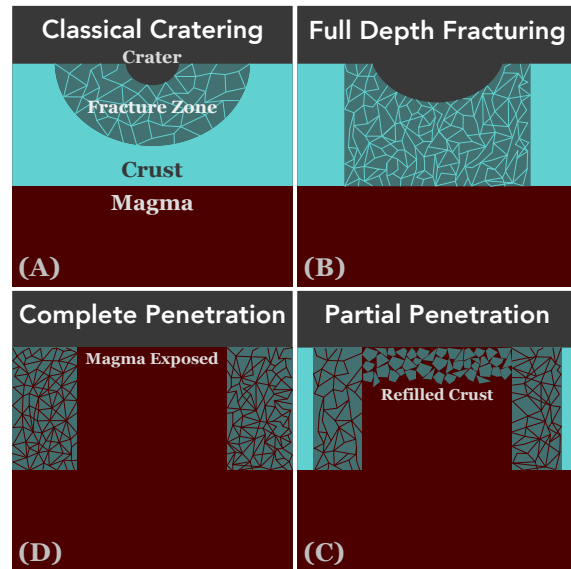 Classical Cratering
Crater
Fracture Zone
Crust
Magma
(A)
Full Depth Fracturing
(B)
Complete Penetration
Magma Exposed
(D)
Partial Penetration
Refilled Crust
(C)